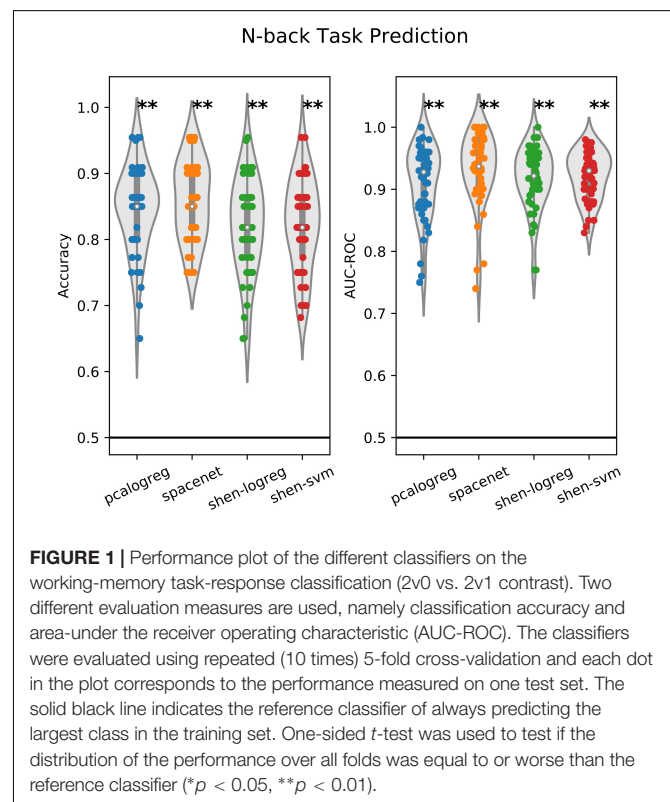 N-back Task Prediction
** ** ** **
1.0
0.9
0.8
0.7
0.6
0.5
Accuracy
pcalogreg spacenet shen-logreg shen-svm
** ** ** **
1.0
0.9
0.8
0.7
0.6
0.5
AUC-ROC
pcalogreg spacenet shen-logreg shen-svm
FIGURE 1 | Performance plot of the different classifiers on the
working-memory task-response classification (2v0 vs. 2v1 contrast). Two
different evaluation measures are used, namely classification accuracy and
area-under the receiver operating characteristic (AUC-ROC). The classifiers
were evaluated using repeated (10 times) 5-fold cross-validation and each dot
in the plot corresponds to the performance measured on one test set. The
solid black line indicates the reference classifier of always predicting the
largest class in the training set. One-sided t-test was used to test if the
distribution of the performance over all folds was equal to or worse than the
reference classifier (*p < 0.05, **p < 0.01).